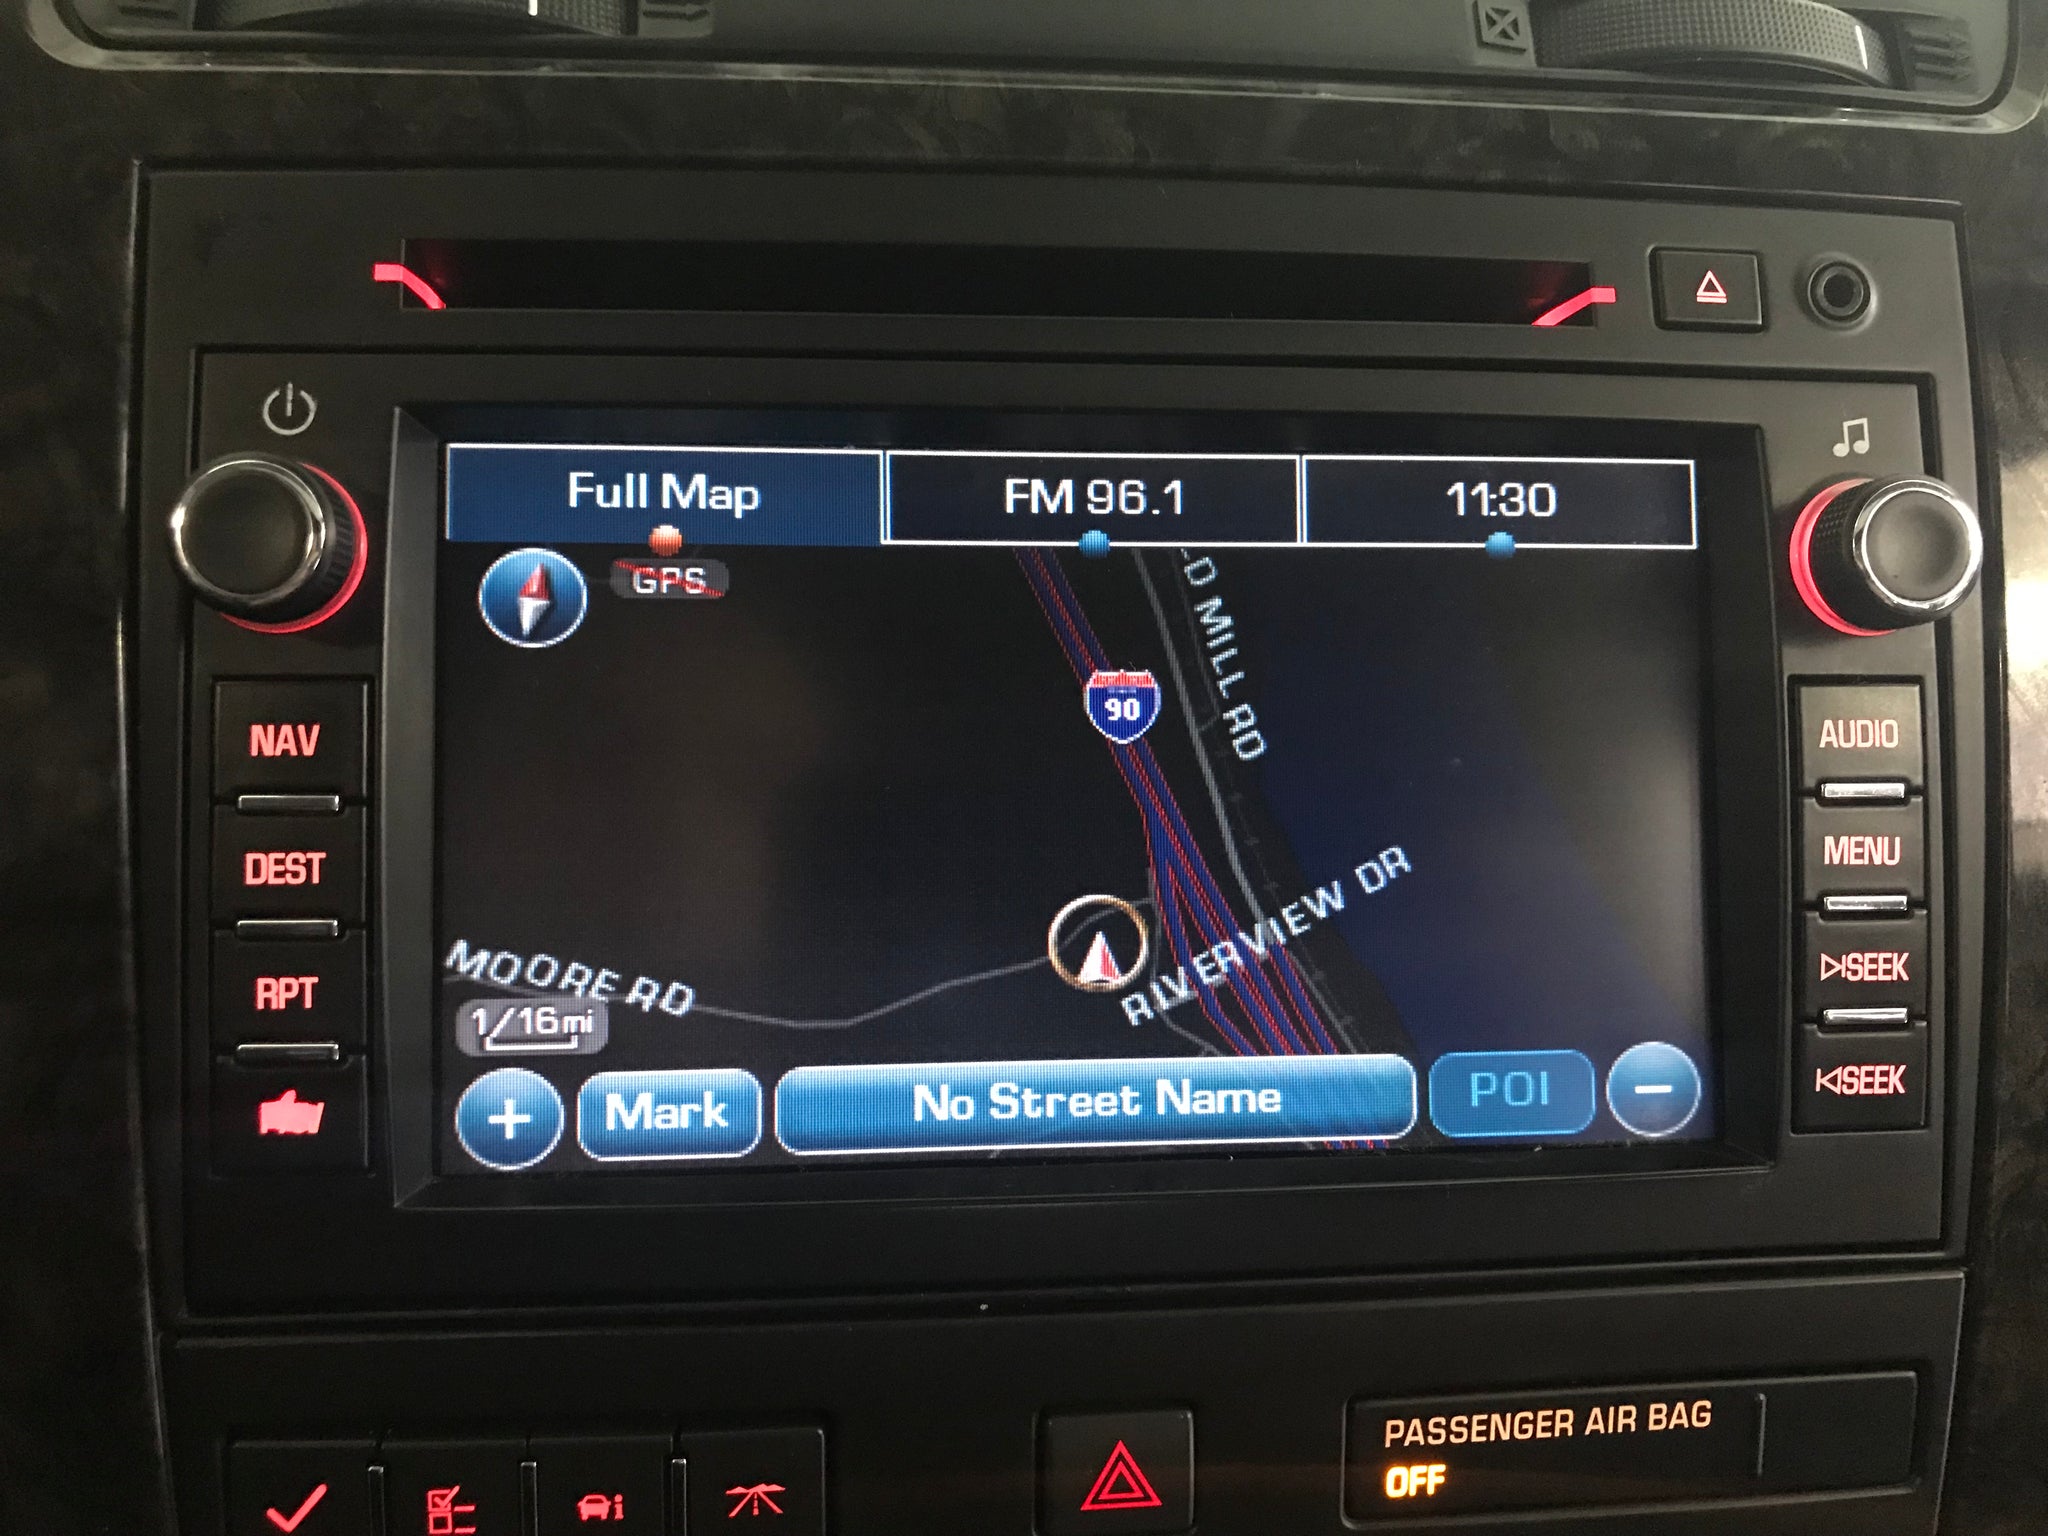 Full Map
FM 96.1
11:30
GPS
NAV
DEST
RPT
AUDIO
MENU
SEEK
SEEK
90
D MILL RD
RIVERVIEW DR
MOORE RD
1/16mi
+
Mark
No Street Name
POI
−
PASSENGER AIR BAG
OFF
i